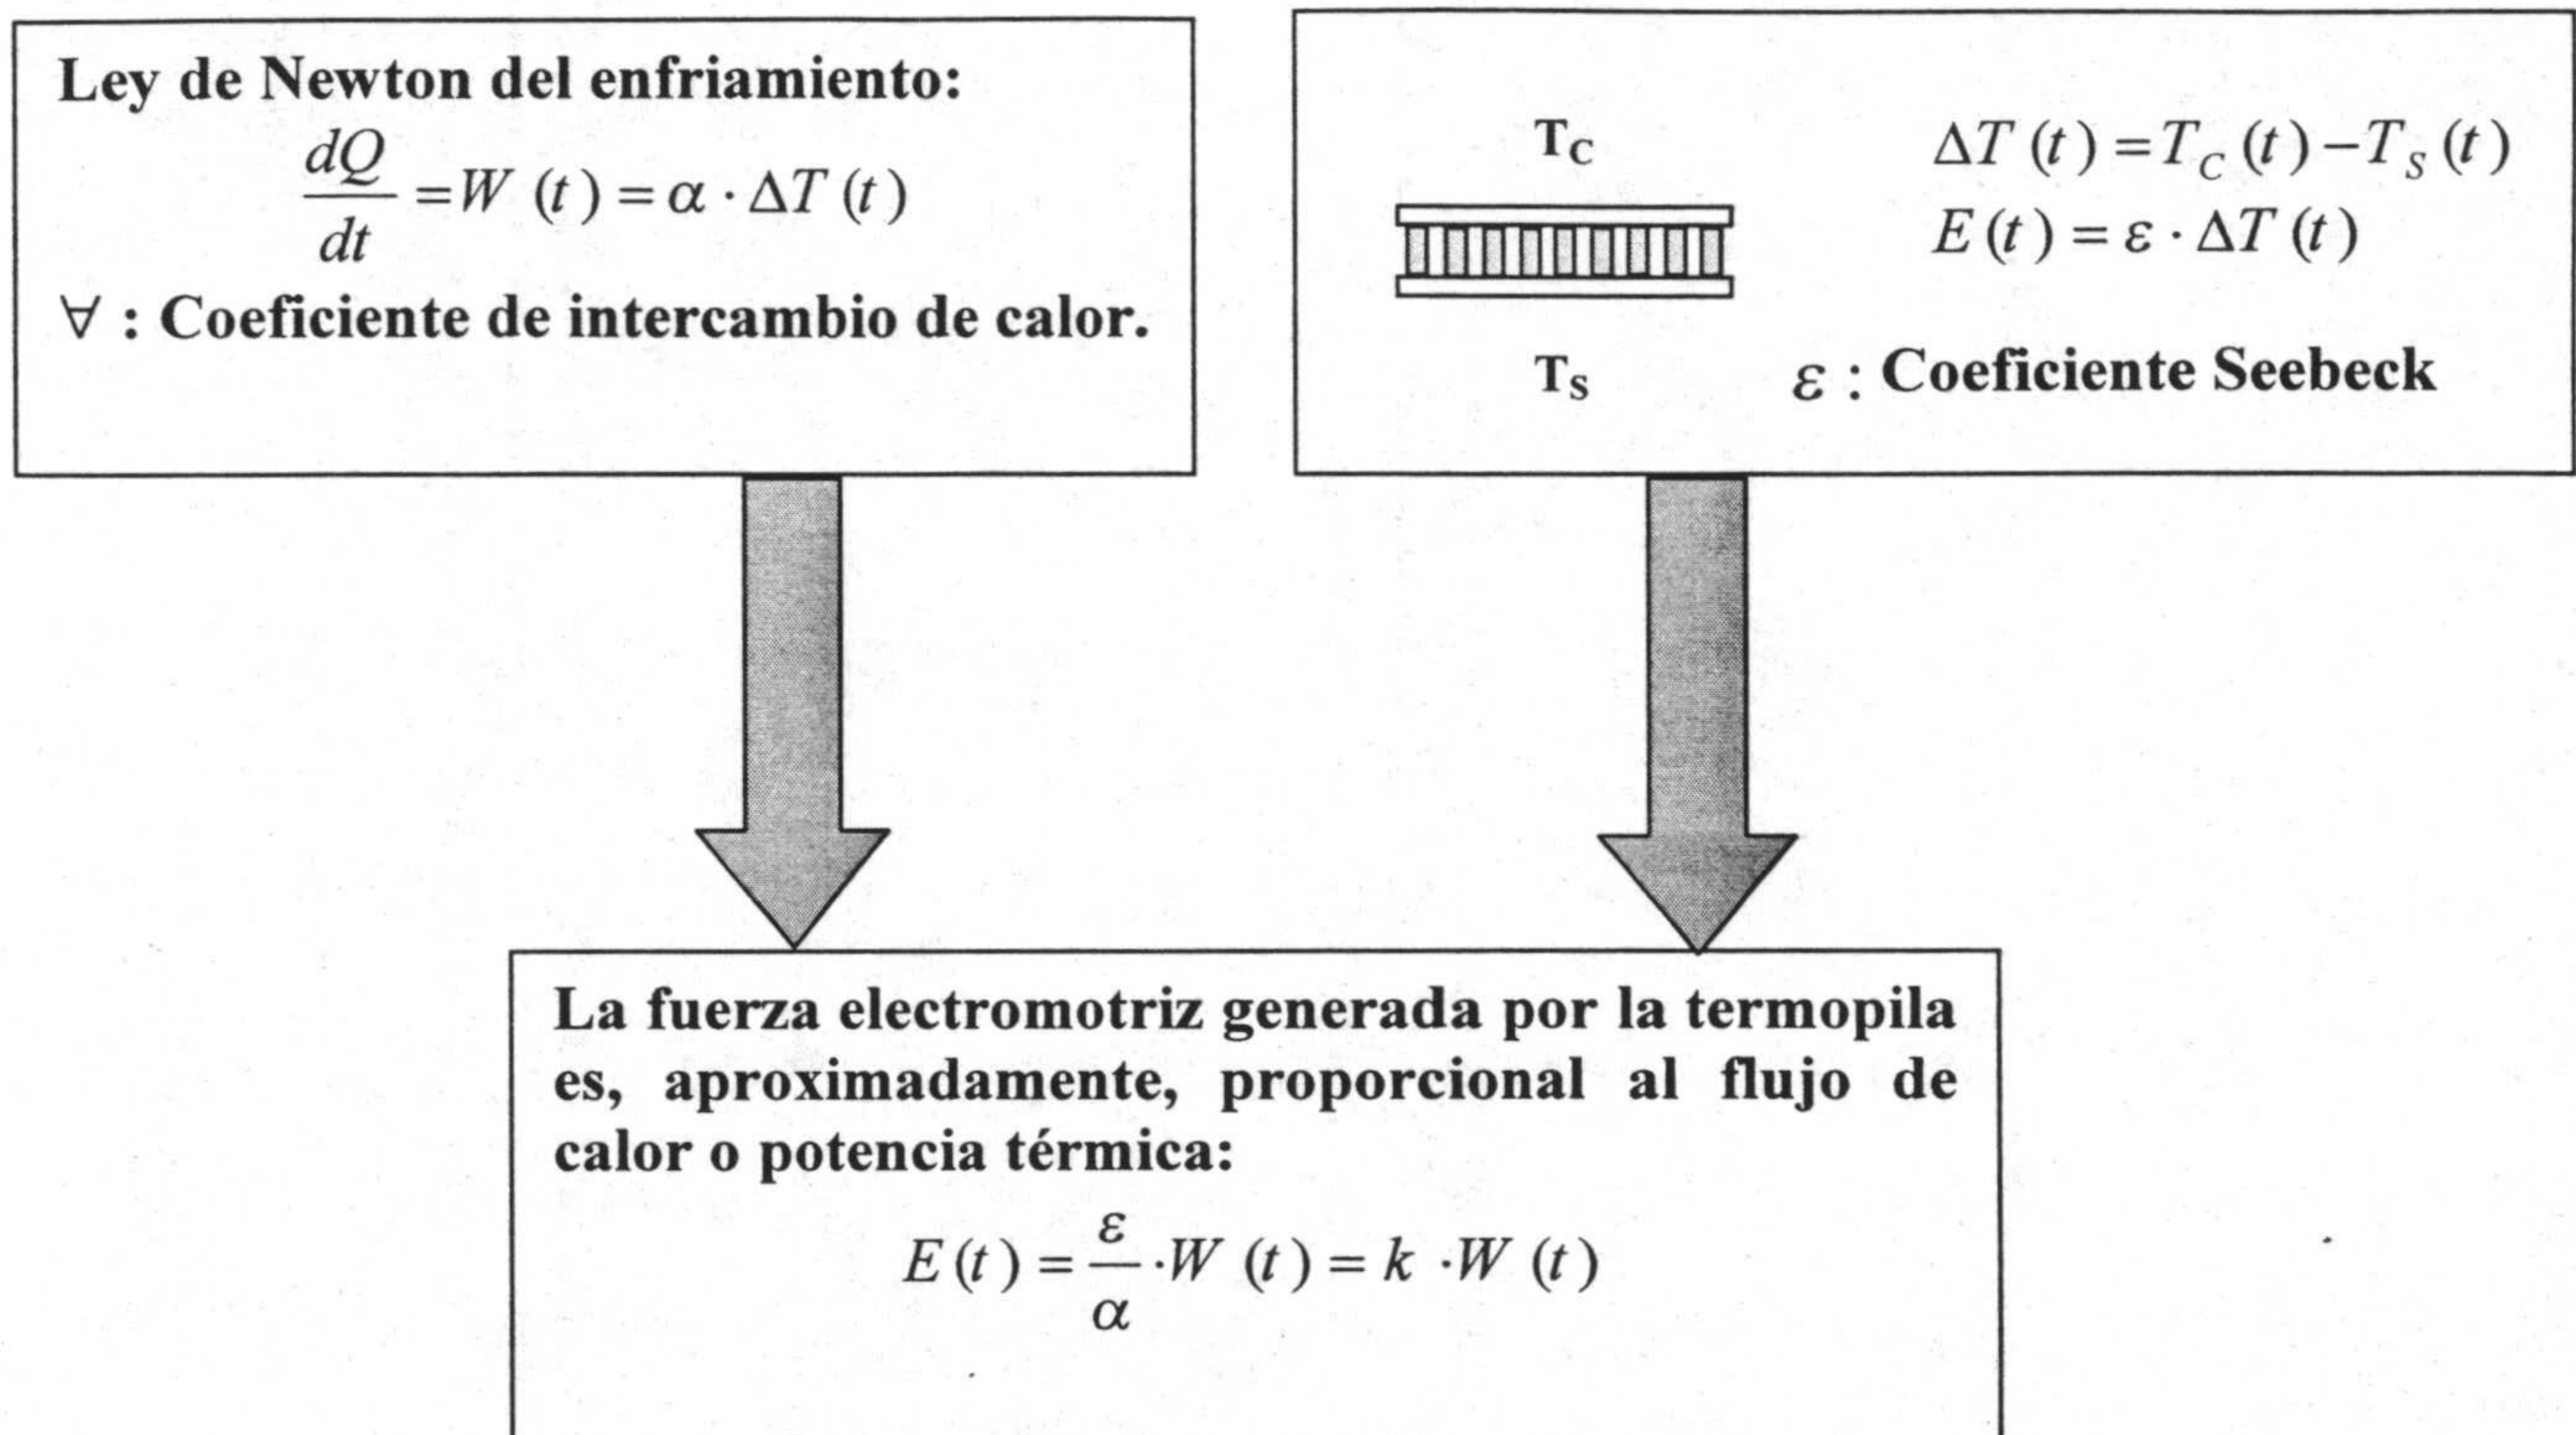 Ley de Newton del enfriamiento:
dQ/dt = W (t) = α · ΔT (t)
∀ : Coeficiente de intercambio de calor.
T_C
ΔT (t) = T_C (t) − T_S (t)
E (t) = ε · ΔT (t)
T_S
ε : Coeficiente Seebeck
La fuerza electromotriz generada por la termopila
es, aproximadamente, proporcional al flujo de
calor o potencia térmica:
E (t) = ε/α · W (t) = k · W (t)